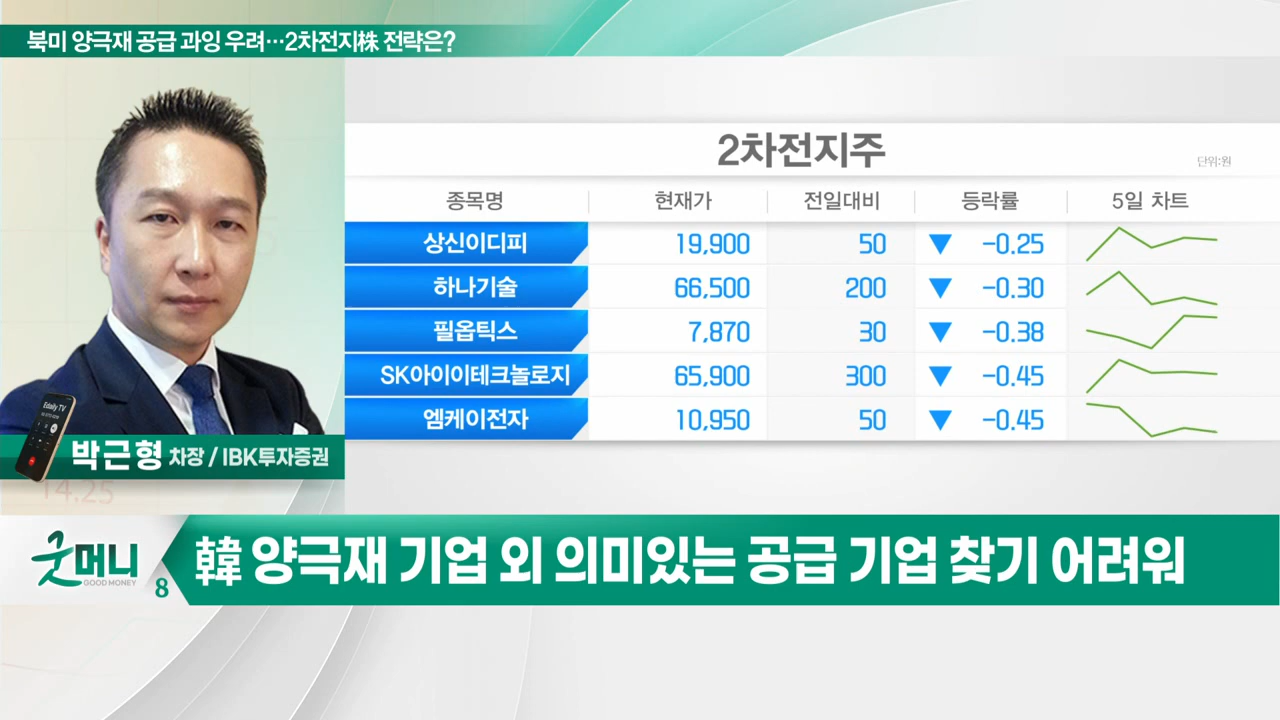 북미 양극재 공급 과잉 우려…2차전지株 전략은?
2차전지주
단위:원
종목명 현재가 전일대비 등락률 5일 차트
상신이디피 19,900 50 ▼ -0.25
하나기술 66,500 200 ▼ -0.30
필옵틱스 7,870 30 ▼ -0.38
SK아이이테크놀로지 65,900 300 ▼ -0.45
엠케이전자 10,950 50 ▼ -0.45
Edaily TV
박근형 차장 / IBK투자증권
14.25
굿머니
GOOD MONEY
8
韓 양극재 기업 외 의미있는 공급 기업 찾기 어려워